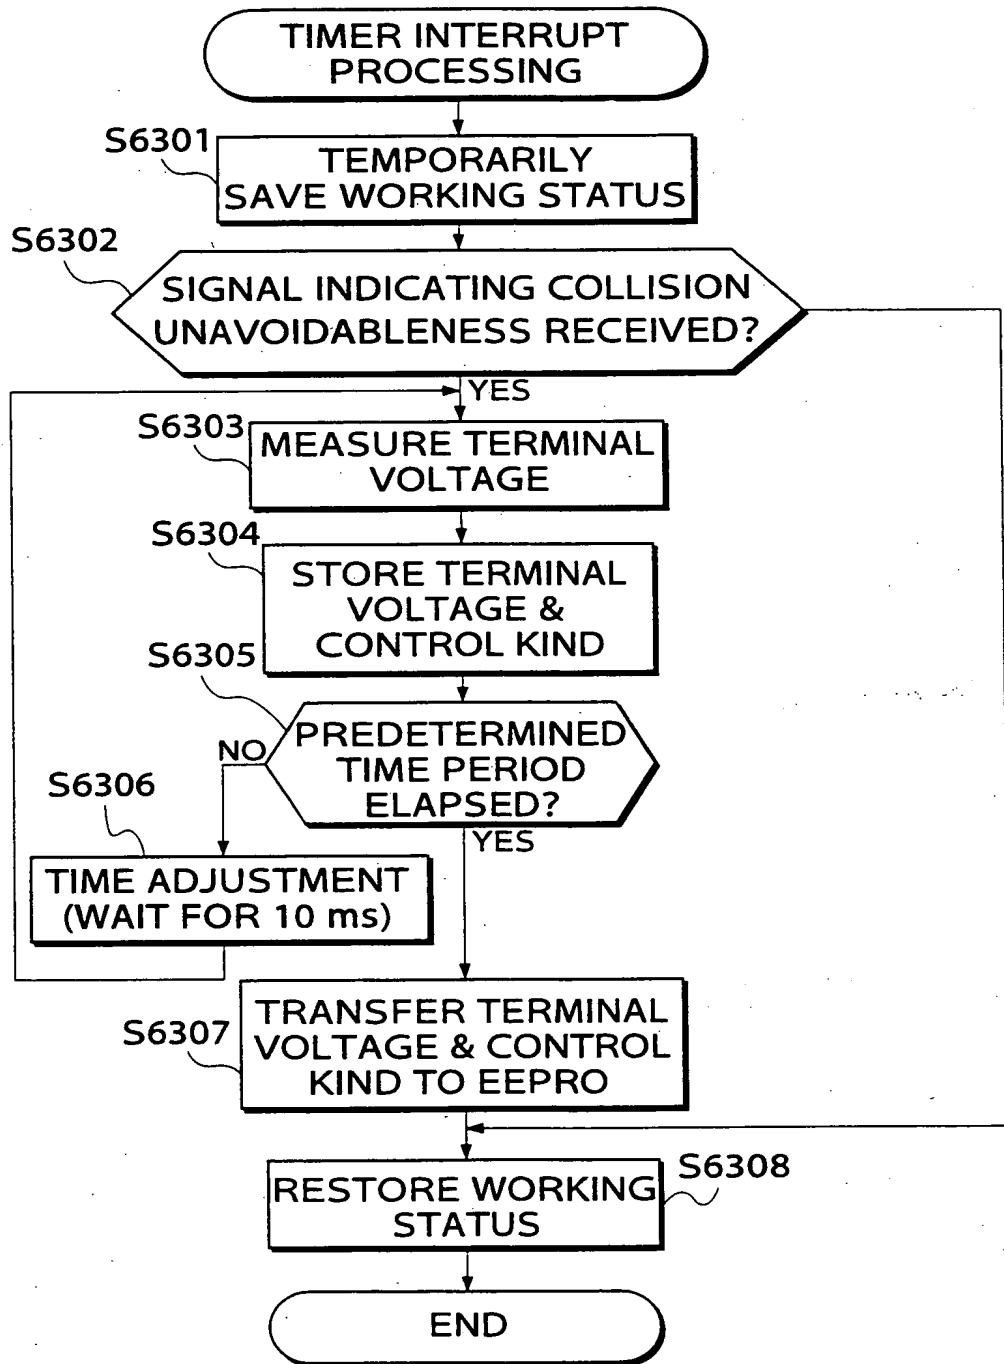 TIMER INTERRUPT
PROCESSING
S6301
TEMPORARILY
SAVE WORKING STATUS
S6302
SIGNAL INDICATING COLLISION
UNAVOIDABLENESS RECEIVED?
YES
S6303
MEASURE TERMINAL
VOLTAGE
S6304
STORE TERMINAL
VOLTAGE &
CONTROL KIND
S6305
PREDETERMINED
TIME PERIOD
ELAPSED?
NO
YES
S6306
TIME ADJUSTMENT
(WAIT FOR 10 ms)
S6307
TRANSFER TERMINAL
VOLTAGE & CONTROL
KIND TO EEPRO
S6308
RESTORE WORKING
STATUS
END